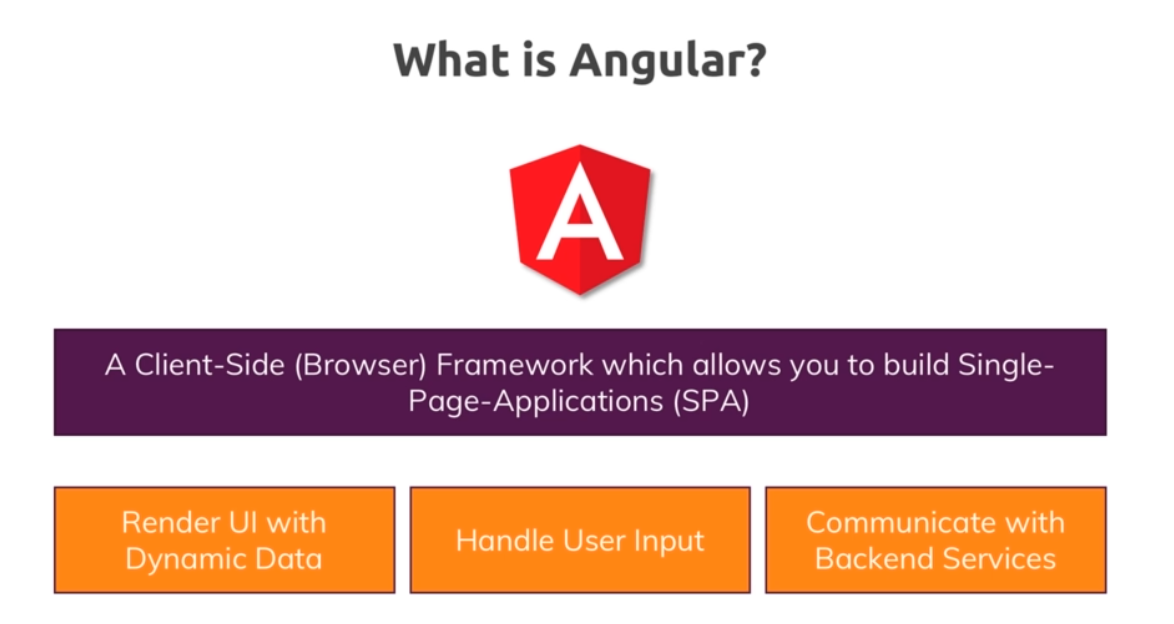 What is Angular?
A
A Client-Side (Browser) Framework which allows you to build Single-
Page-Applications (SPA)
Render UI with
Dynamic Data
Handle User Input
Communicate with
Backend Services